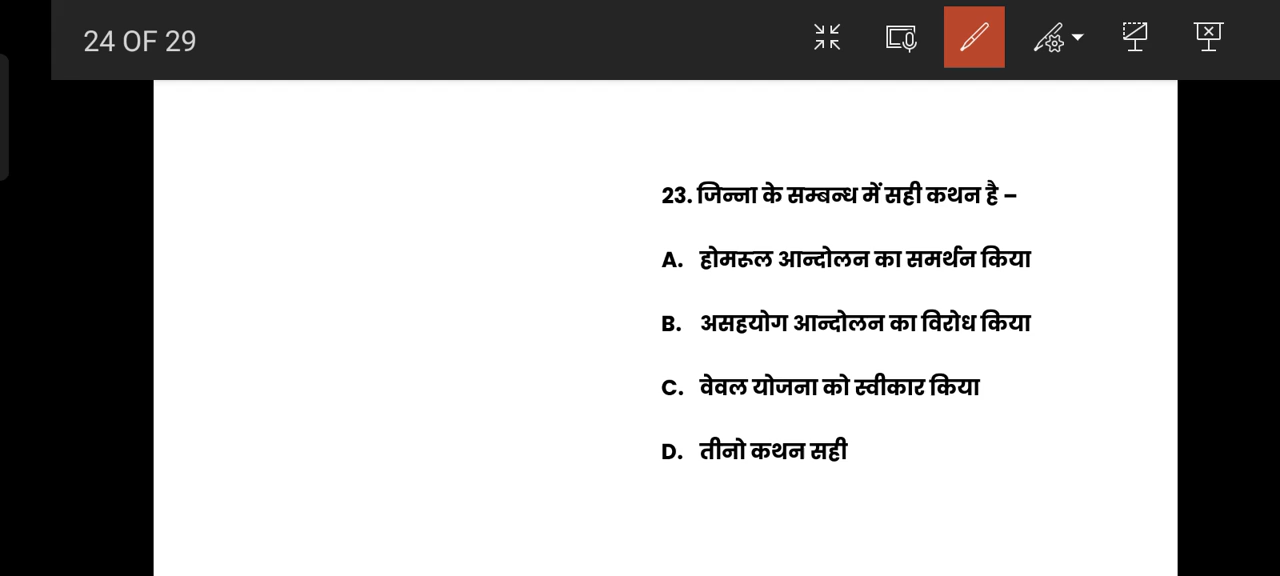 24 OF 29
23. जिन्ना के सम्बन्ध में सही कथन है –
A. होमरूल आन्दोलन का समर्थन किया
B. असहयोग आन्दोलन का विरोध किया
C. वेवल योजना को स्वीकार किया
D. तीनो कथन सही